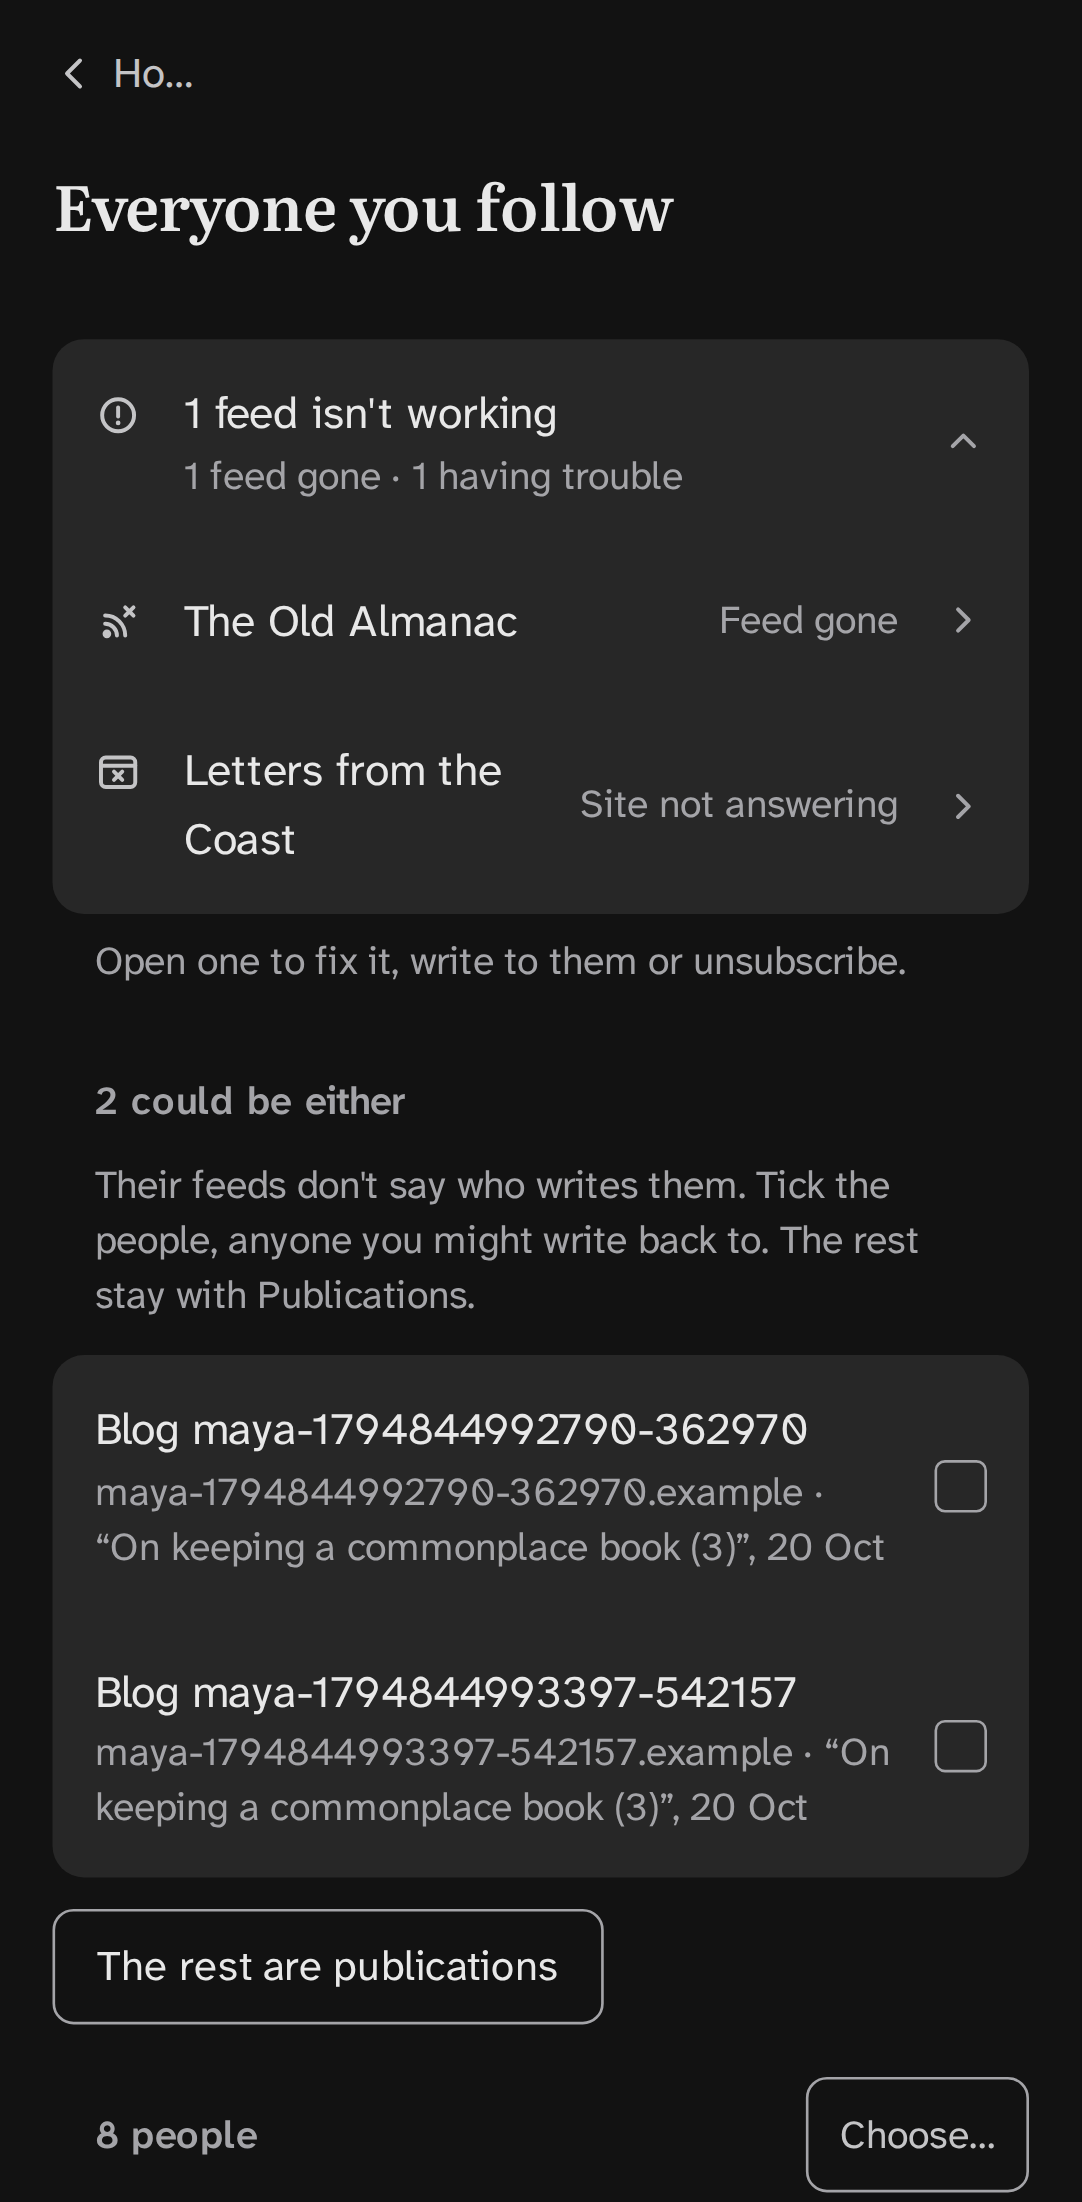 Ho...
Everyone you follow
1 feed isn't working
1 feed gone · 1 having trouble
The Old Almanac
Feed gone
Letters from the
Coast
Site not answering
Open one to fix it, write to them or unsubscribe.
2 could be either
Their feeds don't say who writes them. Tick the
people, anyone you might write back to. The rest
stay with Publications.
Blog maya-1794844992790-362970
maya-1794844992790-362970.example ·
“On keeping a commonplace book (3)”, 20 Oct
Blog maya-1794844993397-542157
maya-1794844993397-542157.example · “On
keeping a commonplace book (3)”, 20 Oct
The rest are publications
8 people
Choose...